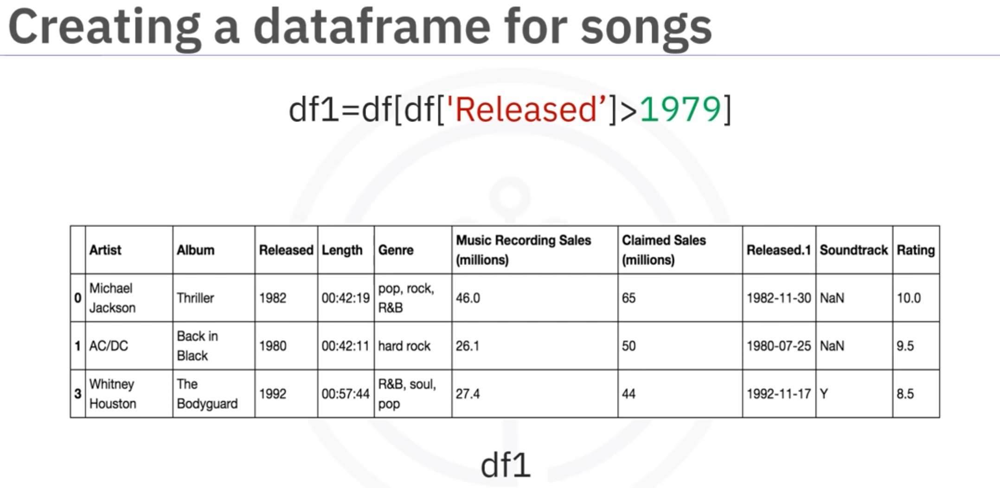 Creating a dataframe for songs
df1=df[df['Released’]>1979]
Artist Album Released Length Genre Music Recording Sales (millions) Claimed Sales (millions) Released.1 Soundtrack Rating
0 Michael Jackson Thriller 1982 00:42:19 pop, rock, R&B 46.0 65 1982-11-30 NaN 10.0
1 AC/DC Back in Black 1980 00:42:11 hard rock 26.1 50 1980-07-25 NaN 9.5
3 Whitney Houston The Bodyguard 1992 00:57:44 R&B, soul, pop 27.4 44 1992-11-17 Y 8.5
df1